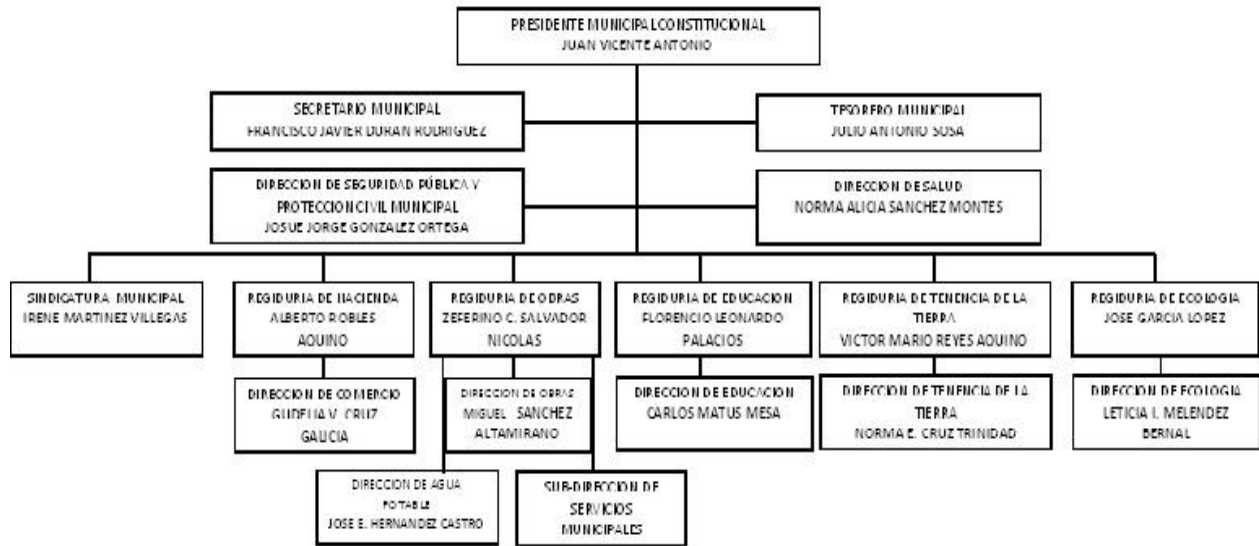 PRESIDENTE MUNICIPAL CONSTITUCIONAL
JUAN VICENTE ANTONIO
SECRETARIO MUNICIPAL
FRANCISCO JAVIER DURAN RODRIGUEZ
TESORERO MUNICIPAL
JULIO ANTONIO SOSA
DIRECCION DE SEGURIDAD PÚBLICA Y
PROTECCION CIVIL MUNICIPAL
JOSUE JORGE GONZALEZ ORTEGA
DIRECCION DE SALUD
NORMA ALICIA SANCHEZ MONTES
SINDICATURA MUNICIPAL
IRENE MARTINEZ VILLEGAS
REGIDURIA DE HACIENDA
ALBERTO ROBLES
AQUINO
REGIDURIA DE OBRAS
ZEFERINO C. SALVADOR
NICOLAS
REGIDURIA DE EDUCACION
FLORENCIO LEONARDO
PALACIOS
REGIDURIA DE TENENCIA DE LA
TIERRA
VICTOR MARIO REYES AQUINO
REGIDURIA DE ECOLOGIA
JOSE GARCIA LOPEZ
DIRECCION DE COMERCIO
GUDELIA V. CRUZ
GALICIA
DIRECCION DE OBRAS
MIGUEL SANCHEZ
ALTAMIRANO
DIRECCION DE EDUCACION
CARLOS MATUS MESA
DIRECCION DE TENENCIA DE LA
TIERRA
NORMA E. CRUZ TRINIDAD
DIRECCION DE ECOLOGIA
LETICIA I. MELENDEZ
BERNAL
DIRECCION DE AGUA
POTABLE
JOSE E. HERNANDEZ CASTRO
SUB-DIRECCION DE
SERVICIOS
MUNICIPALES